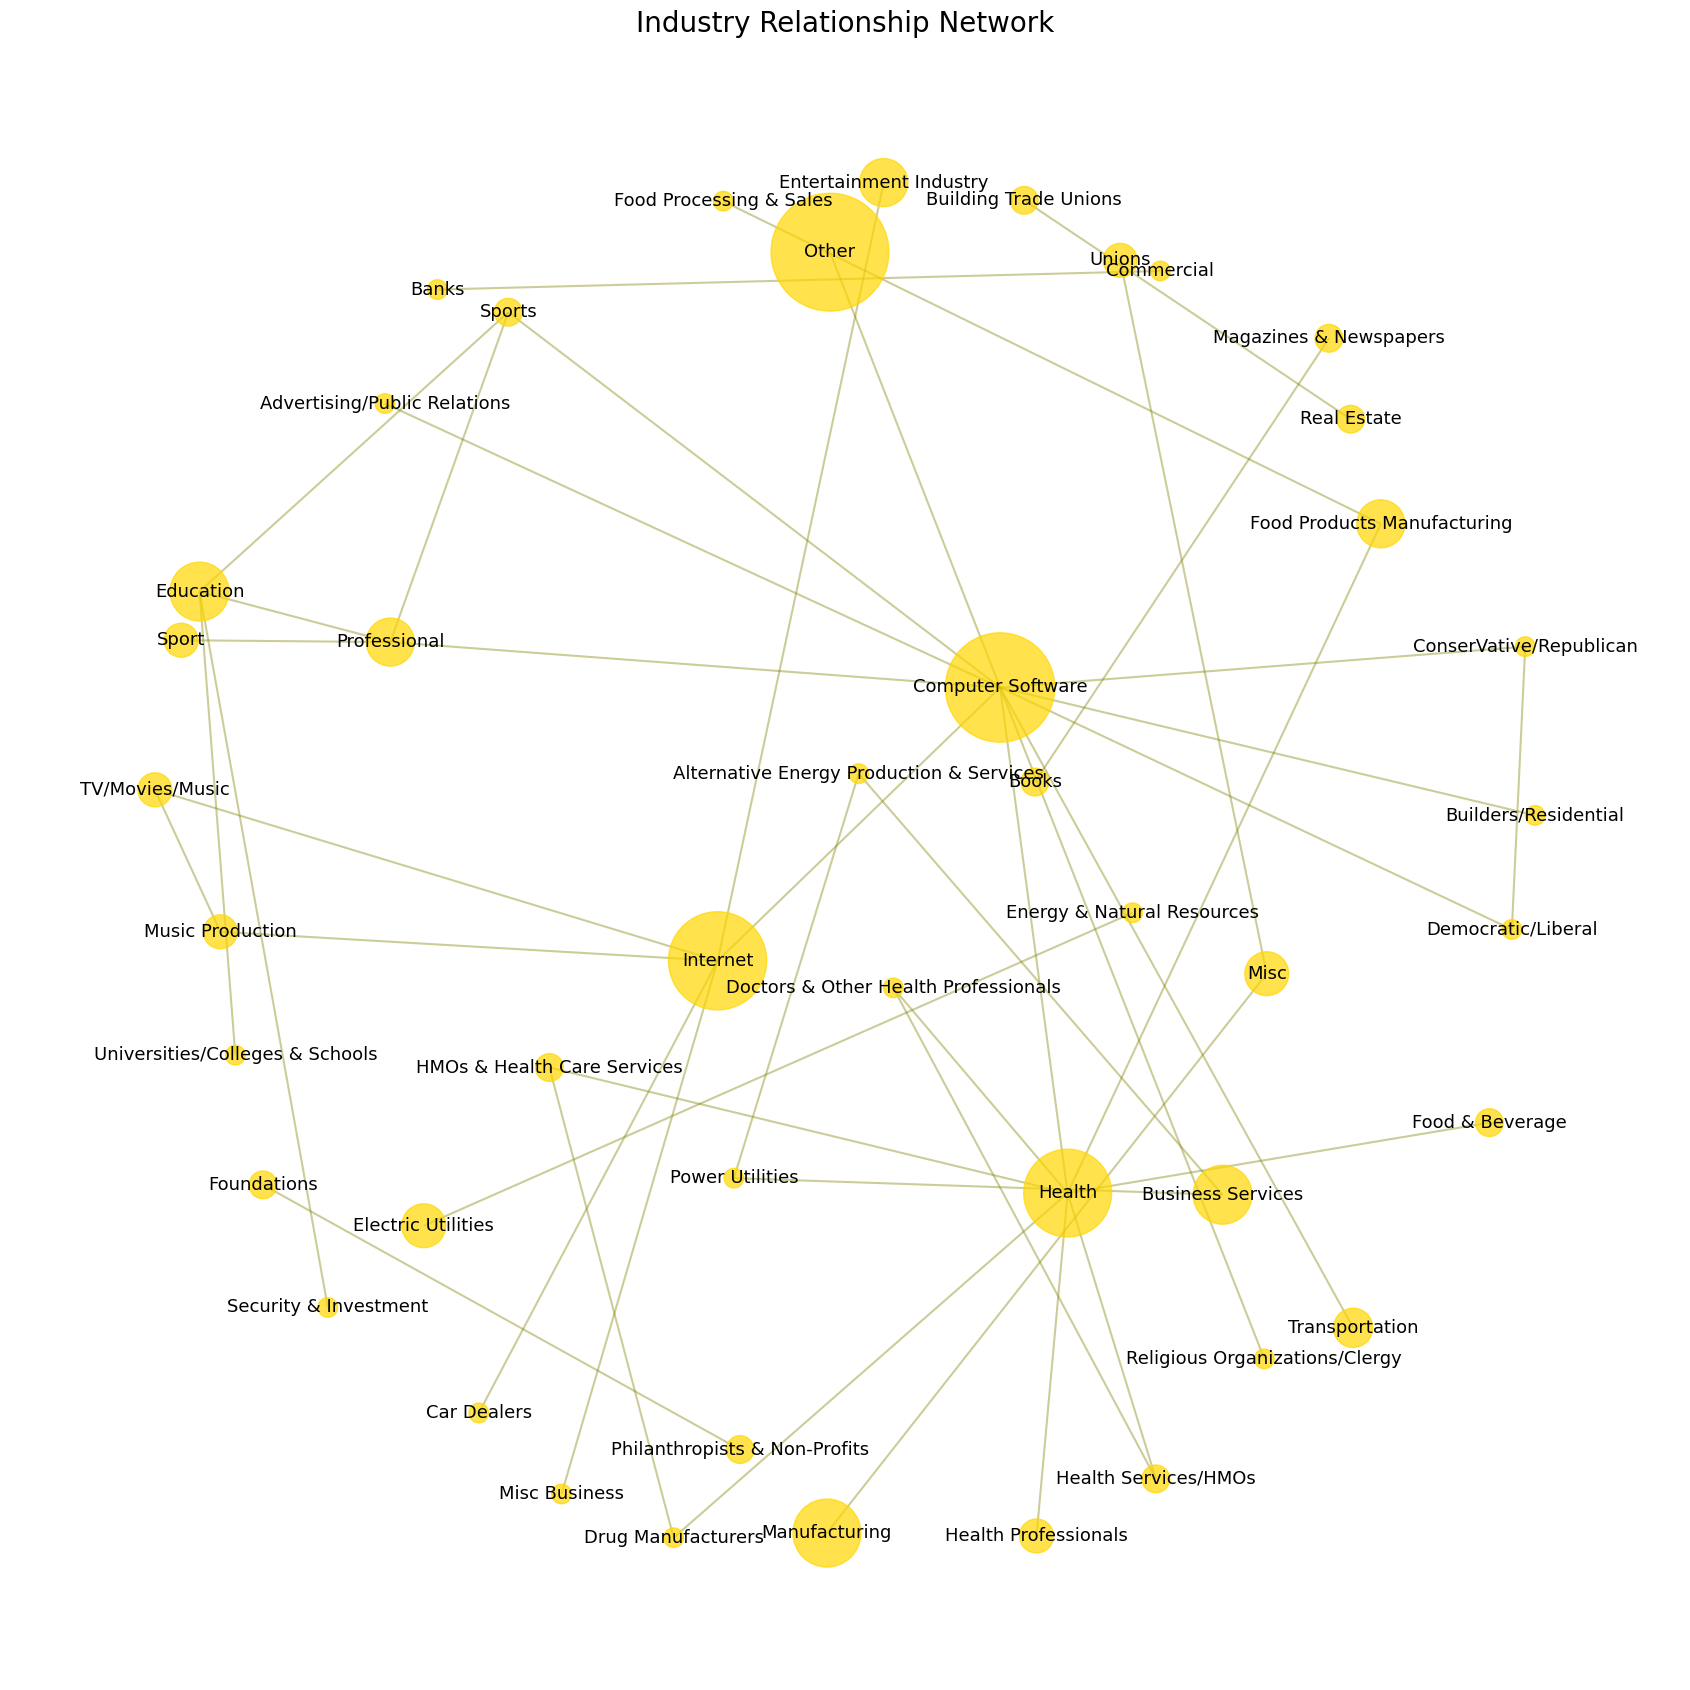 Industry Relationship Network
Entertainment Industry
Food Processing & Sales
Building Trade Unions
Other
Unions
Commercial
Banks
Sports
Magazines & Newspapers
Advertising/Public Relations
Real Estate
Food Products Manufacturing
Education
Sport
Professional
ConserVative/Republican
Computer Software
Alternative Energy Production & Services
Books
TV/Movies/Music
Builders/Residential
Energy & Natural Resources
Music Production
Democratic/Liberal
Internet
Misc
Doctors & Other Health Professionals
Universities/Colleges & Schools
HMOs & Health Care Services
Food & Beverage
Power Utilities
Foundations
Health
Business Services
Electric Utilities
Security & Investment
Transportation
Religious Organizations/Clergy
Car Dealers
Philanthropists & Non-Profits
Health Services/HMOs
Misc Business
Manufacturing
Drug Manufacturers
Health Professionals